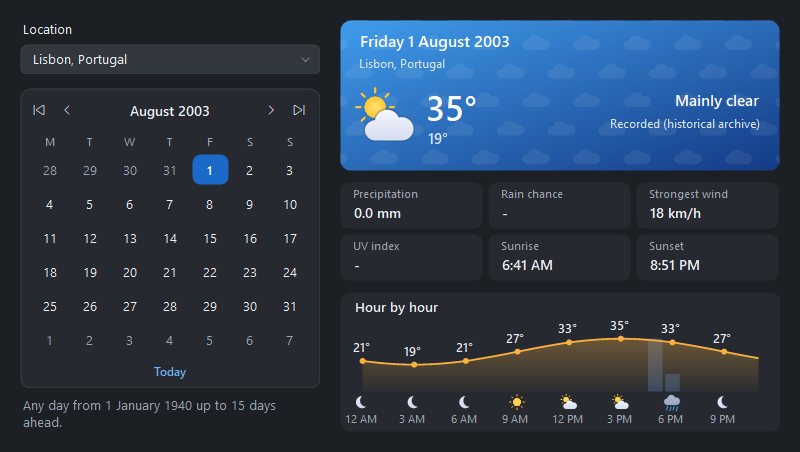 Location
Lisbon, Portugal
August 2003
M T W T F S S
28 29 30 31 1 2 3
4 5 6 7 8 9 10
11 12 13 14 15 16 17
18 19 20 21 22 23 24
25 26 27 28 29 30 31
1 2 3 4 5 6 7
Today
Any day from 1 January 1940 up to 15 days
ahead.
Friday 1 August 2003
Lisbon, Portugal
35°
19°
Mainly clear
Recorded (historical archive)
Precipitation
0.0 mm
Rain chance
-
Strongest wind
18 km/h
UV index
-
Sunrise
6:41 AM
Sunset
8:51 PM
Hour by hour
21° 19° 21° 27° 33° 35° 33° 27°
12 AM 3 AM 6 AM 9 AM 12 PM 3 PM 6 PM 9 PM